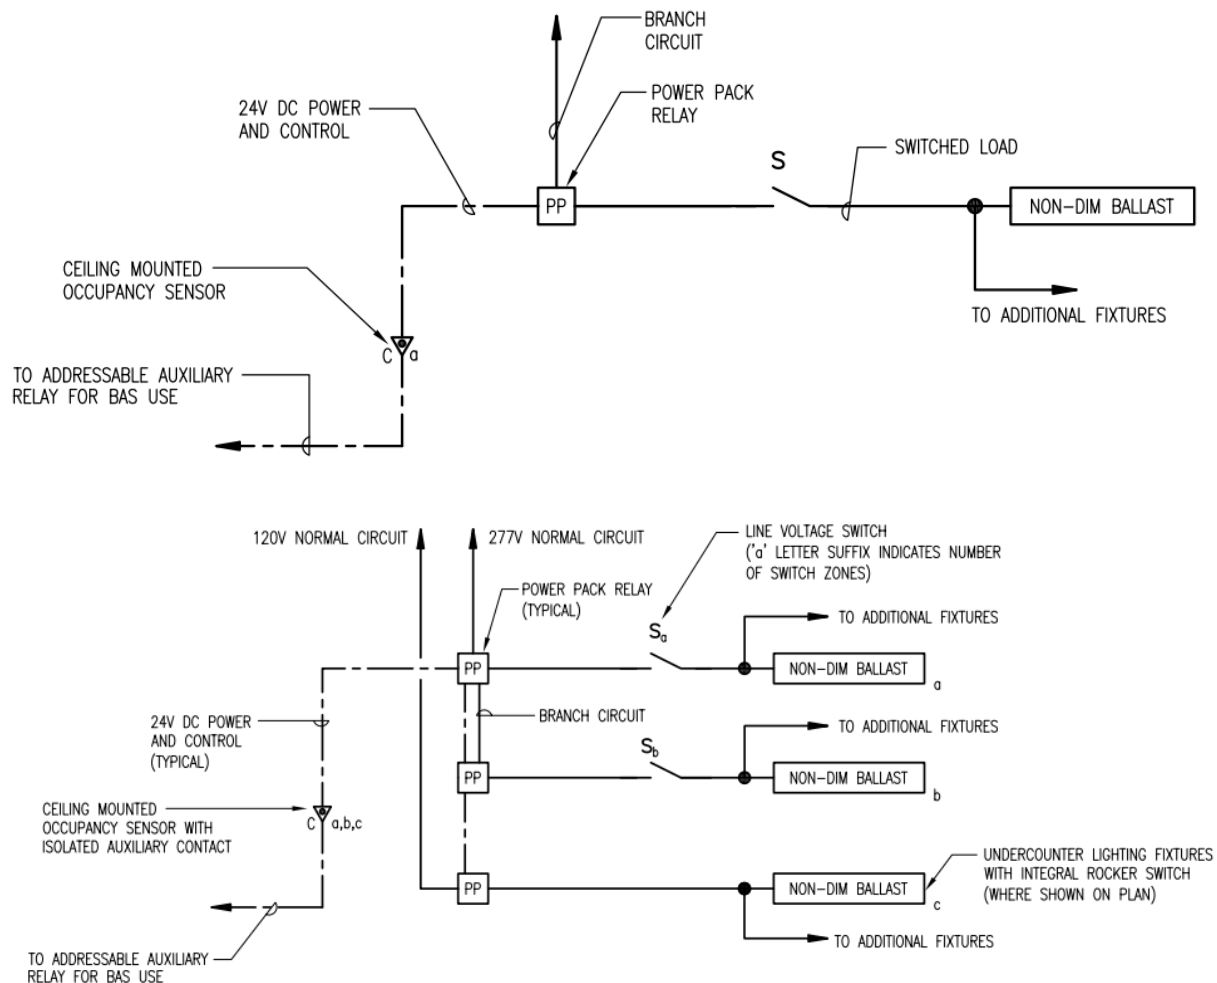 BRANCH
CIRCUIT
24V DC POWER
AND CONTROL
POWER PACK
RELAY
S
SWITCHED LOAD
PP
NON-DIM BALLAST
CEILING MOUNTED
OCCUPANCY SENSOR
TO ADDITIONAL FIXTURES
C a
TO ADDRESSABLE AUXILIARY
RELAY FOR BAS USE
120V NORMAL CIRCUIT
277V NORMAL CIRCUIT
LINE VOLTAGE SWITCH
('a' LETTER SUFFIX INDICATES NUMBER
OF SWITCH ZONES)
POWER PACK RELAY
(TYPICAL)
TO ADDITIONAL FIXTURES
Sa
PP
NON-DIM BALLAST
a
24V DC POWER
AND CONTROL
(TYPICAL)
BRANCH CIRCUIT
TO ADDITIONAL FIXTURES
Sb
PP
NON-DIM BALLAST
b
CEILING MOUNTED
OCCUPANCY SENSOR WITH
ISOLATED AUXILIARY CONTACT
C a,b,c
UNDERCOUNTER LIGHTING FIXTURES
WITH INTEGRAL ROCKER SWITCH
(WHERE SHOWN ON PLAN)
PP
NON-DIM BALLAST
c
TO ADDITIONAL FIXTURES
TO ADDRESSABLE AUXILIARY
RELAY FOR BAS USE